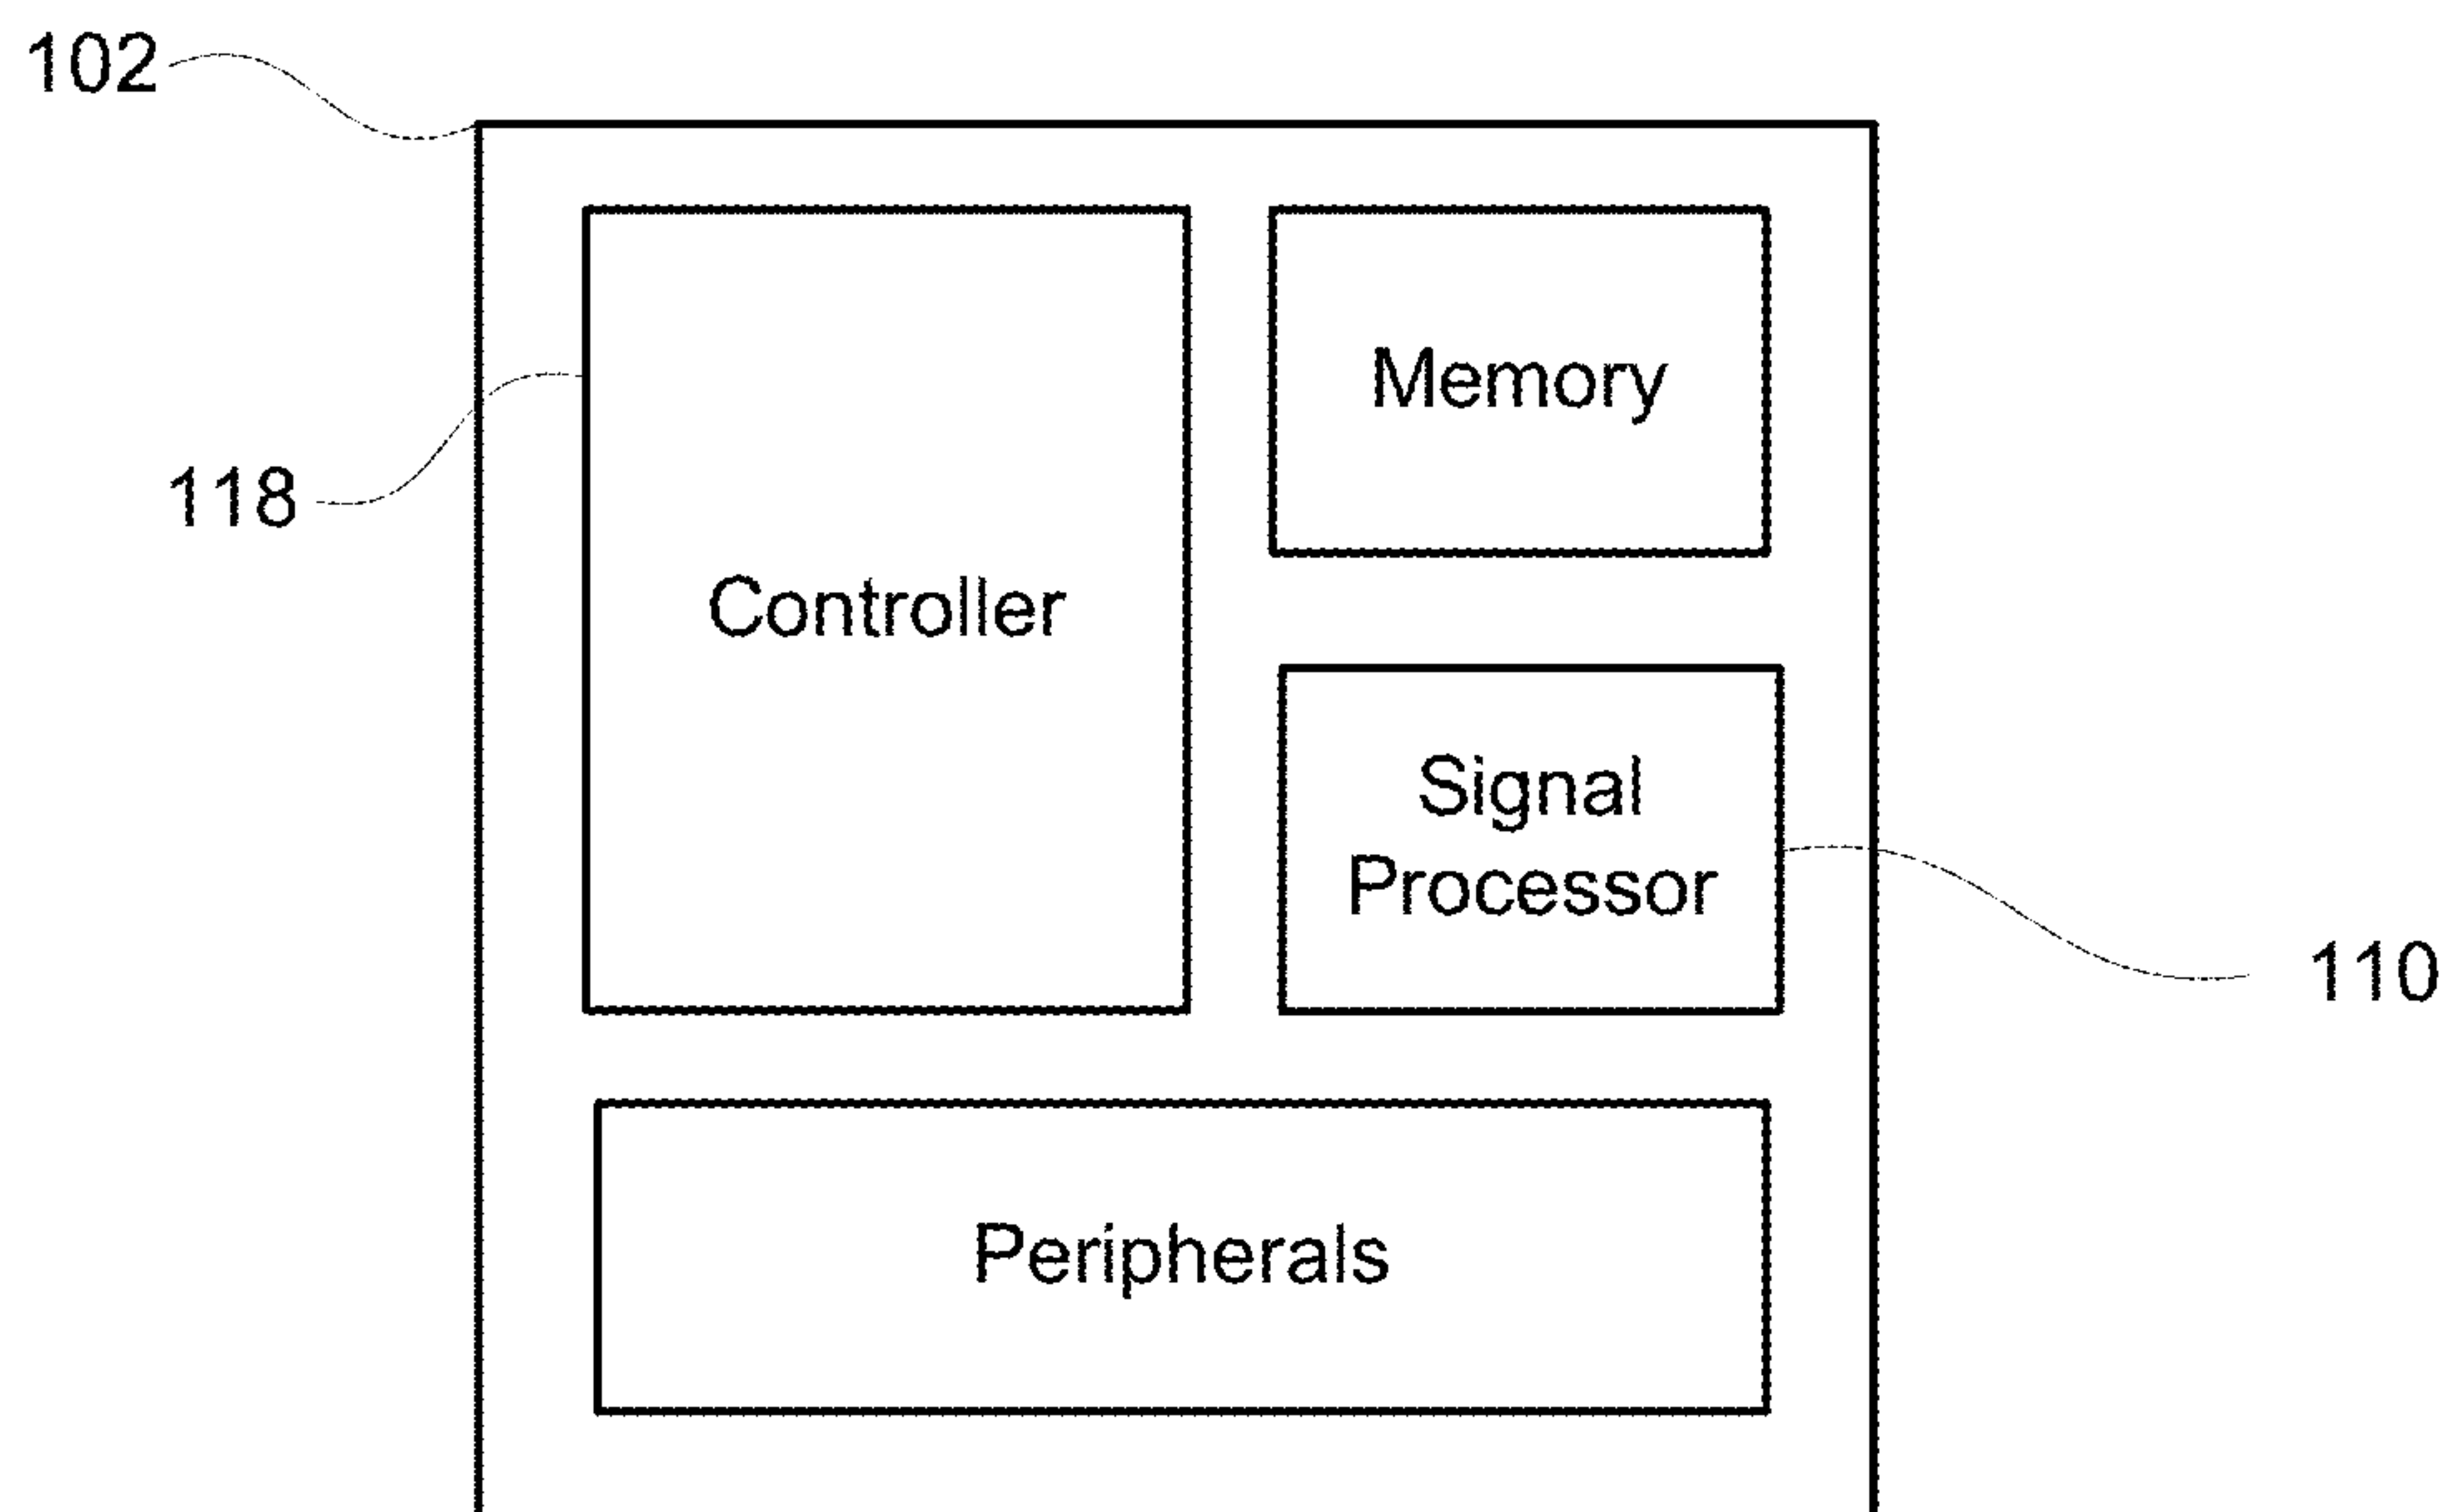 102
Memory
118
Controller
Signal
Processor
110
Peripherals